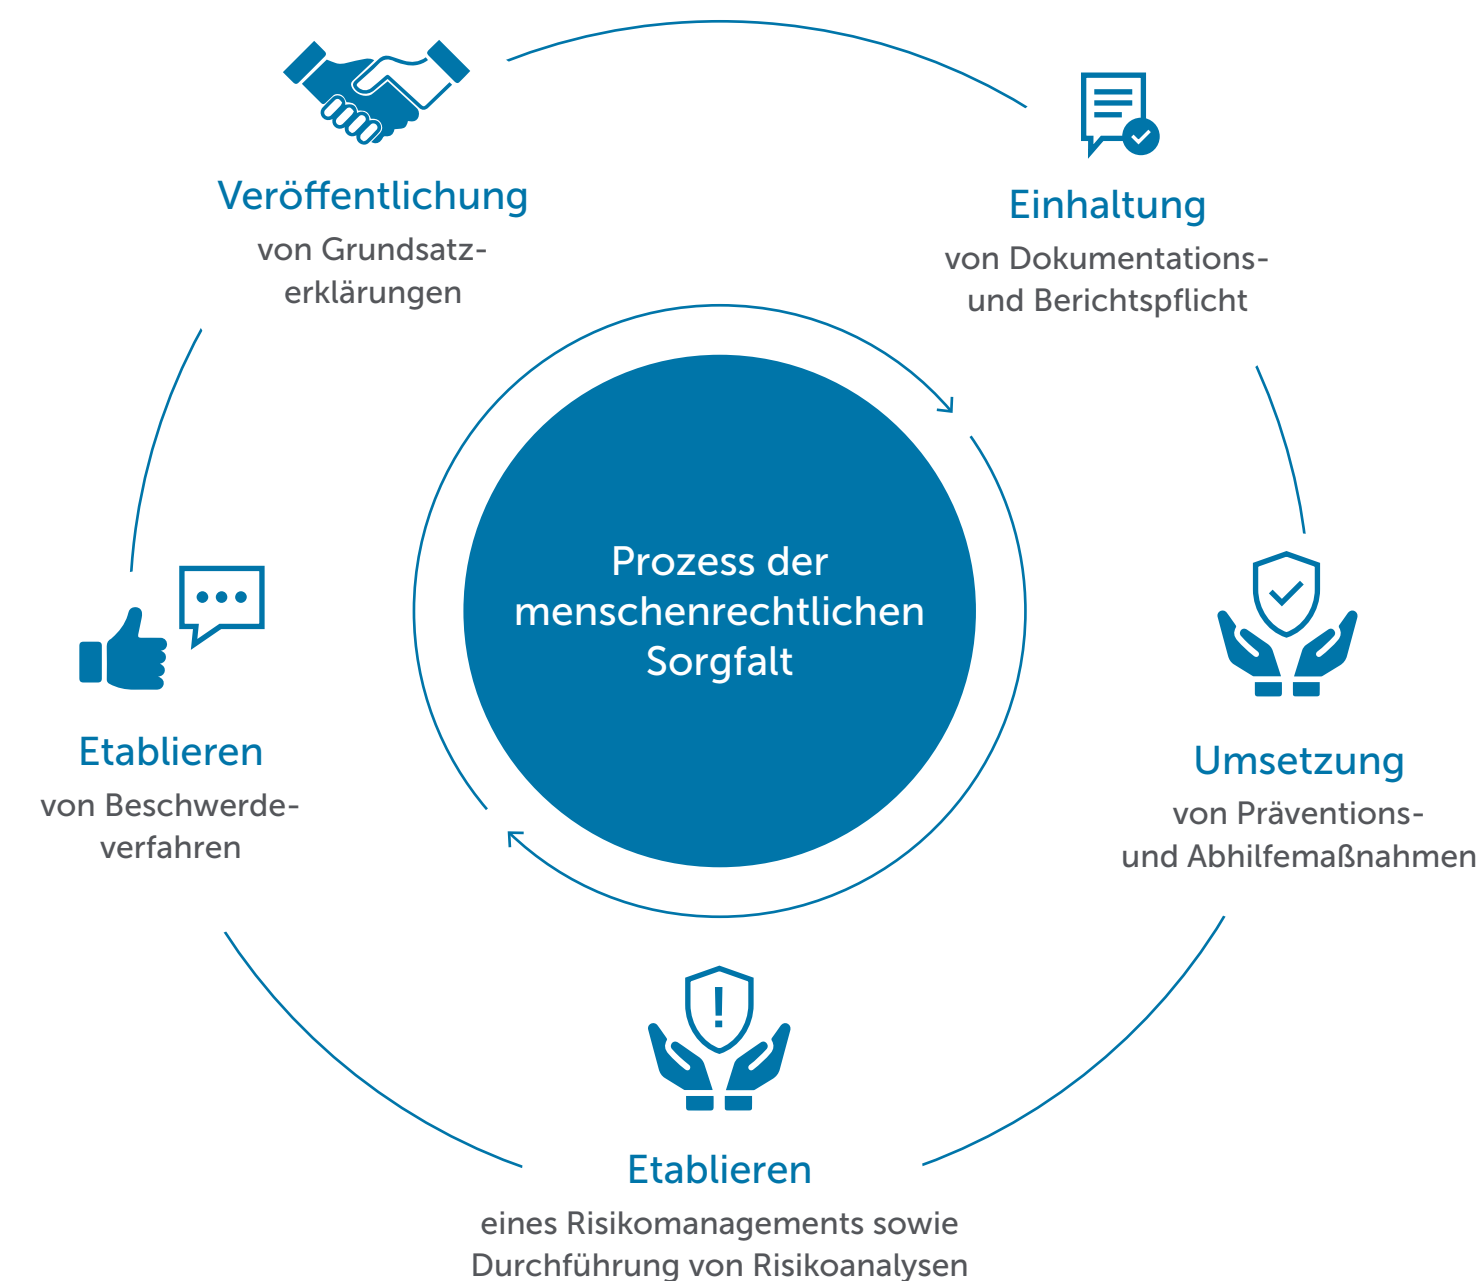 Veröffentlichung
von Grundsatz-
erklärungen
Einhaltung
von Dokumentations-
und Berichtspflicht
Prozess der
menschenrechtlichen
Sorgfalt
Etablieren
von Beschwerde-
verfahren
Umsetzung
von Präventions-
und Abhilfemaßnahmen
Etablieren
eines Risikomanagements sowie
Durchführung von Risikoanalysen